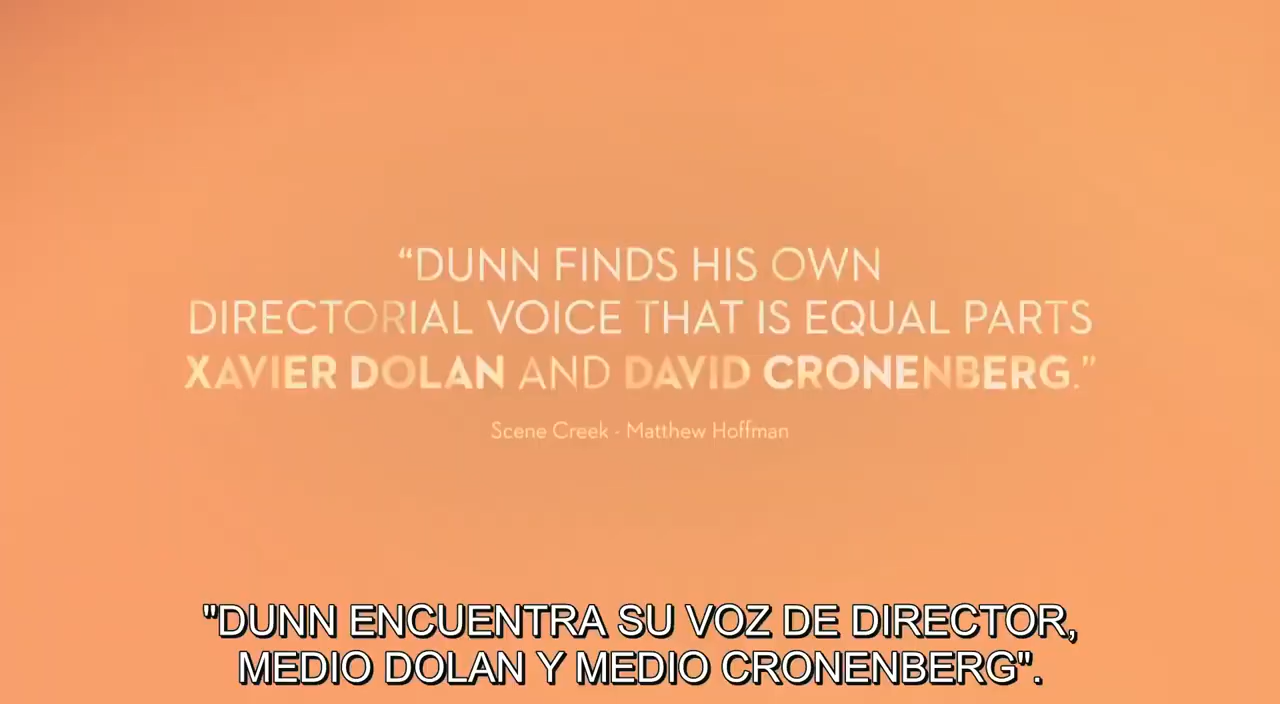 “DUNN FINDS HIS OWN
DIRECTORIAL VOICE THAT IS EQUAL PARTS
XAVIER DOLAN AND DAVID CRONENBERG.”
Scene Creek - Matthew Hoffman
"DUNN ENCUENTRA SU VOZ DE DIRECTOR,
MEDIO DOLAN Y MEDIO CRONENBERG".